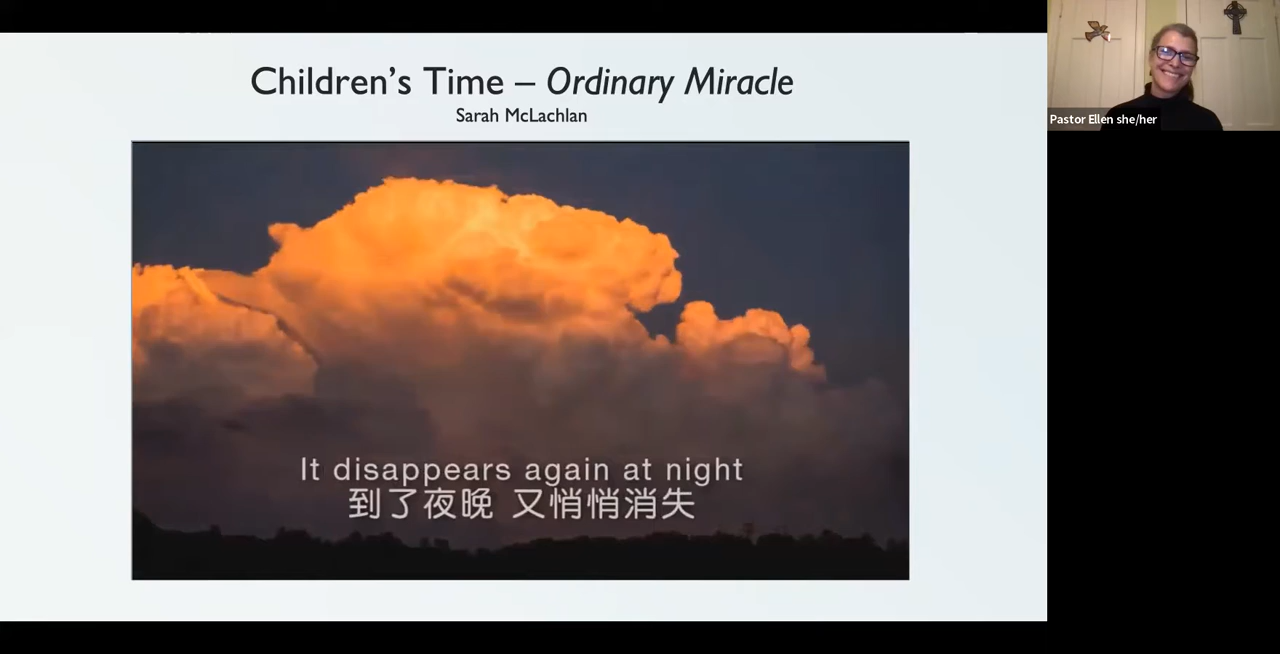 Children's Time – Ordinary Miracle
Sarah McLachlan
It disappears again at night
到了夜晚 又悄悄消失
Pastor Ellen she/her